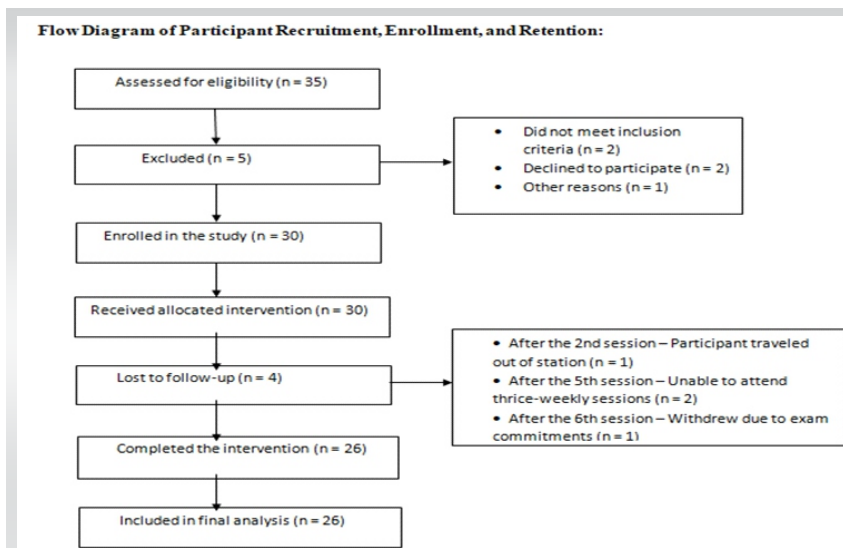 Flow Diagram of Participant Recruitment, Enrollment, and Retention:
Assessed for eligibility (n = 35)
Excluded (n = 5)
• Did not meet inclusion
criteria (n = 2)
• Declined to participate (n = 2)
• Other reasons (n = 1)
Enrolled in the study (n = 30)
Received allocated intervention (n = 30)
Lost to follow-up (n = 4)
• After the 2nd session – Participant traveled
out of station (n = 1)
• After the 5th session – Unable to attend
thrice-weekly sessions (n = 2)
• After the 6th session – Withdrew due to exam
commitments (n = 1)
Completed the intervention (n = 26)
Included in final analysis (n = 26)